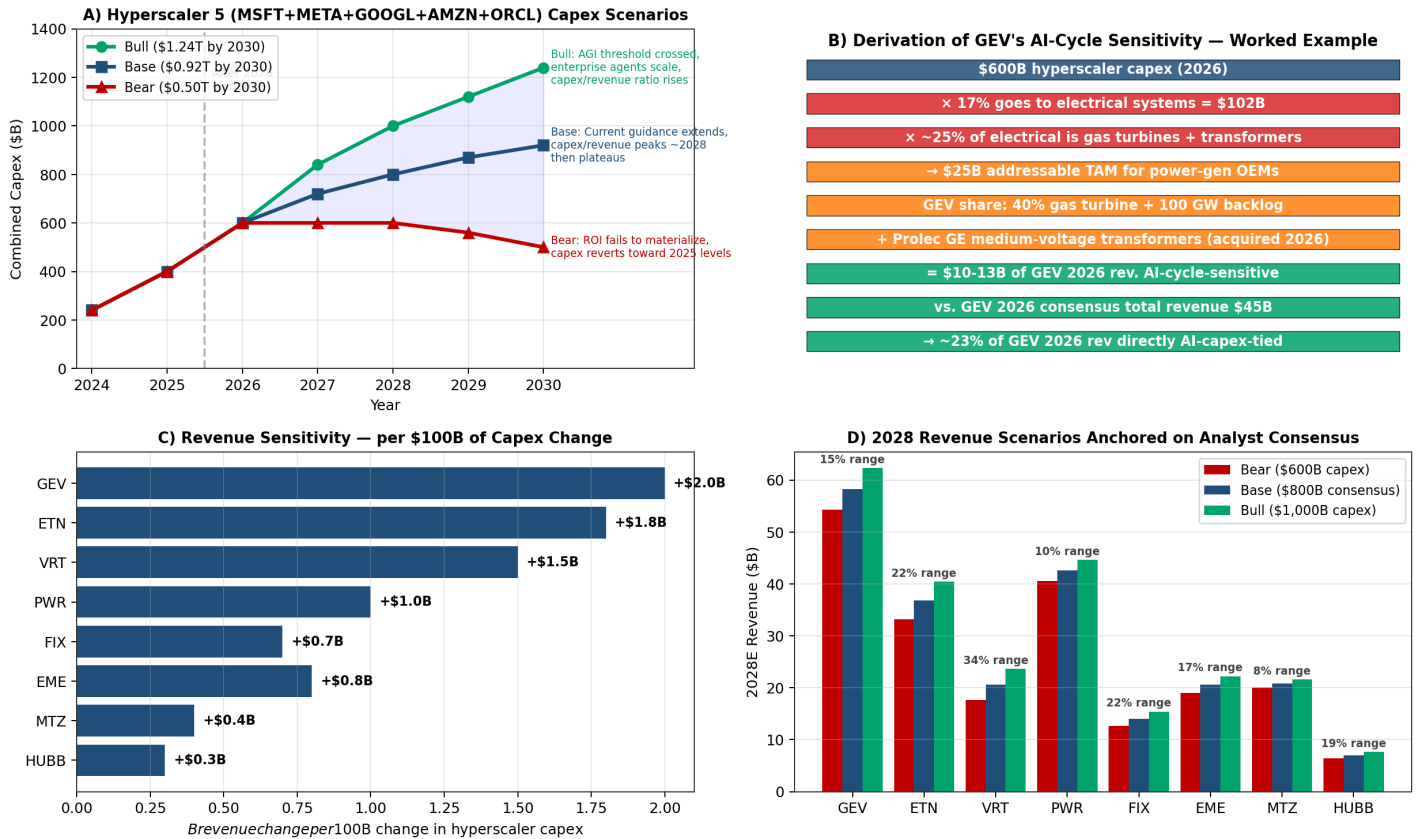 A) Hyperscaler 5 (MSFT+META+GOOGL+AMZN+ORCL) Capex Scenarios
1400
1200
1000
800
600
400
200
0
Combined Capex ($B)
Bull ($1.24T by 2030)
Base ($0.92T by 2030)
Bear ($0.50T by 2030)
Bull: AGI threshold crossed,
enterprise agents scale,
capex/revenue ratio rises
Base: Current guidance extends,
capex/revenue peaks ~2028
then plateaus
Bear: ROI fails to materialize,
capex reverts toward 2025 levels
2024 2025 2026 2027 2028 2029 2030
Year
B) Derivation of GEV's AI-Cycle Sensitivity — Worked Example
$600B hyperscaler capex (2026)
× 17% goes to electrical systems = $102B
× ~25% of electrical is gas turbines + transformers
→ $25B addressable TAM for power-gen OEMs
GEV share: 40% gas turbine + 100 GW backlog
+ Prolec GE medium-voltage transformers (acquired 2026)
= $10-13B of GEV 2026 rev. AI-cycle-sensitive
vs. GEV 2026 consensus total revenue $45B
→ ~23% of GEV 2026 rev directly AI-capex-tied
C) Revenue Sensitivity — per $100B of Capex Change
GEV +$2.0B
ETN +$1.8B
VRT +$1.5B
PWR +$1.0B
FIX +$0.7B
EME +$0.8B
MTZ +$0.4B
HUBB +$0.3B
0.00 0.25 0.50 0.75 1.00 1.25 1.50 1.75 2.00
Brevenuechangeper100B change in hyperscaler capex
D) 2028 Revenue Scenarios Anchored on Analyst Consensus
60
50
40
30
20
10
0
2028E Revenue ($B)
Bear ($600B capex)
Base ($800B consensus)
Bull ($1,000B capex)
15% range
22% range
34% range
10% range
22% range
17% range
8% range
19% range
GEV ETN VRT PWR FIX EME MTZ HUBB